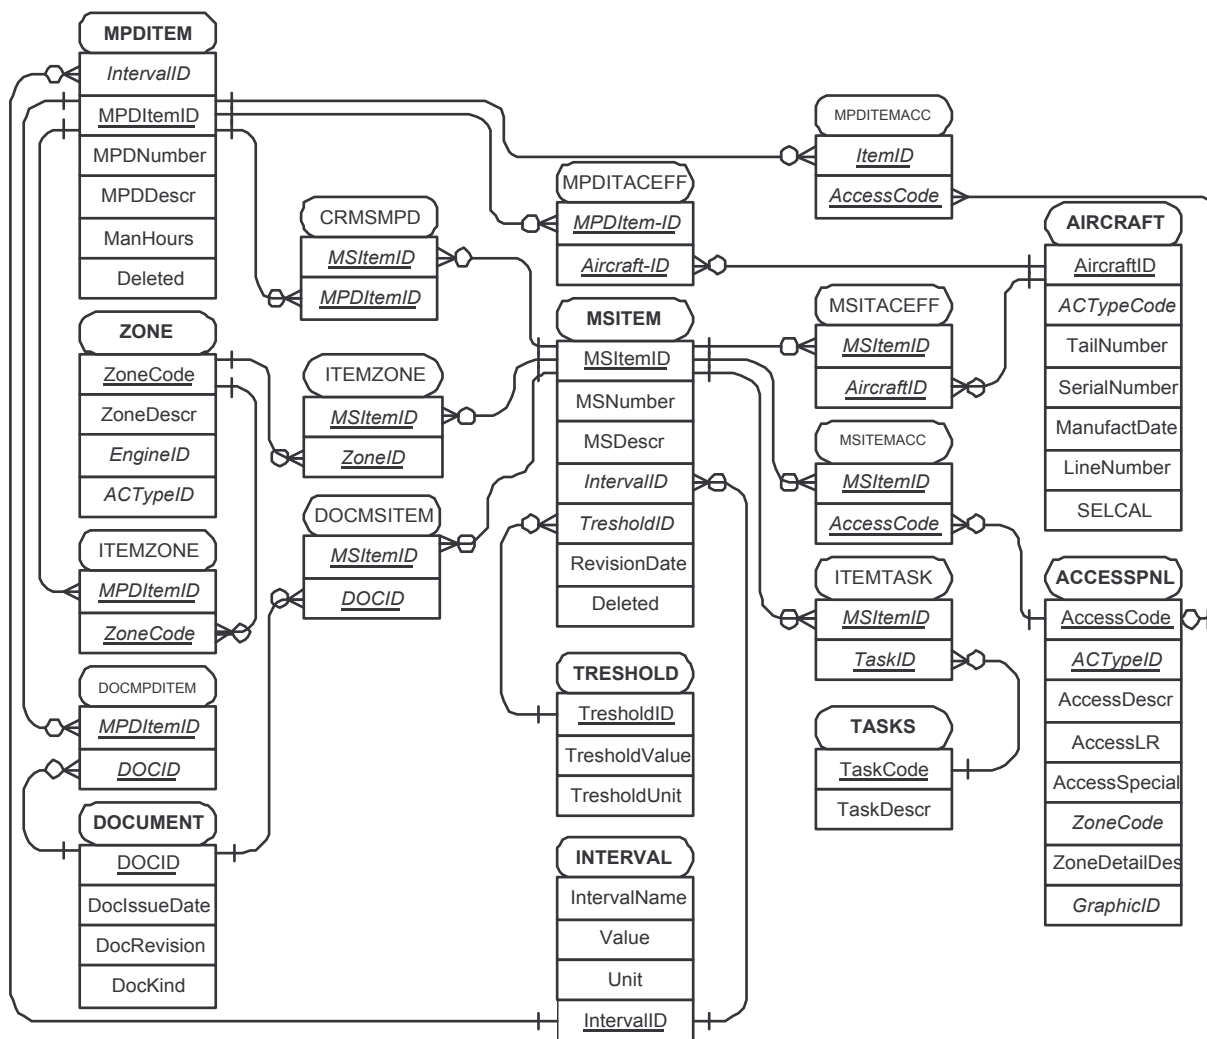 MPDITEM
IntervalID
MPDItemID
MPDNumber
MPDDescr
ManHours
Deleted
ZONE
ZoneCode
ZoneDescr
EngineID
ACTypeID
ITEMZONE
MPDItemID
ZoneCode
DOCMPDITEM
MPDItemID
DOCID
DOCUMENT
DOCID
DocIssueDate
DocRevision
DocKind
CRMSMPD
MSItemID
MPDItemID
ITEMZONE
MSItemID
ZoneID
DOCMSITEM
MSItemID
DOCID
MPDITACEFF
MPDItem-ID
Aircraft-ID
MSITEM
MSItemID
MSNumber
MSDescr
IntervalID
TresholdID
RevisionDate
Deleted
TRESHOLD
TresholdID
TresholdValue
TresholdUnit
INTERVAL
IntervalName
Value
Unit
IntervalID
MPDITEMACC
ItemID
AccessCode
MSITACEFF
MSItemID
AircraftID
MSITEMACC
MSItemID
AccessCode
ITEMTASK
MSItemID
TaskID
TASKS
TaskCode
TaskDescr
AIRCRAFT
AircraftID
ACTypeCode
TailNumber
SerialNumber
ManufactDate
LineNumber
SELCAL
ACCESSPNL
AccessCode
ACTypeID
AccessDescr
AccessLR
AccessSpecial
ZoneCode
ZoneDetailDes
GraphicID